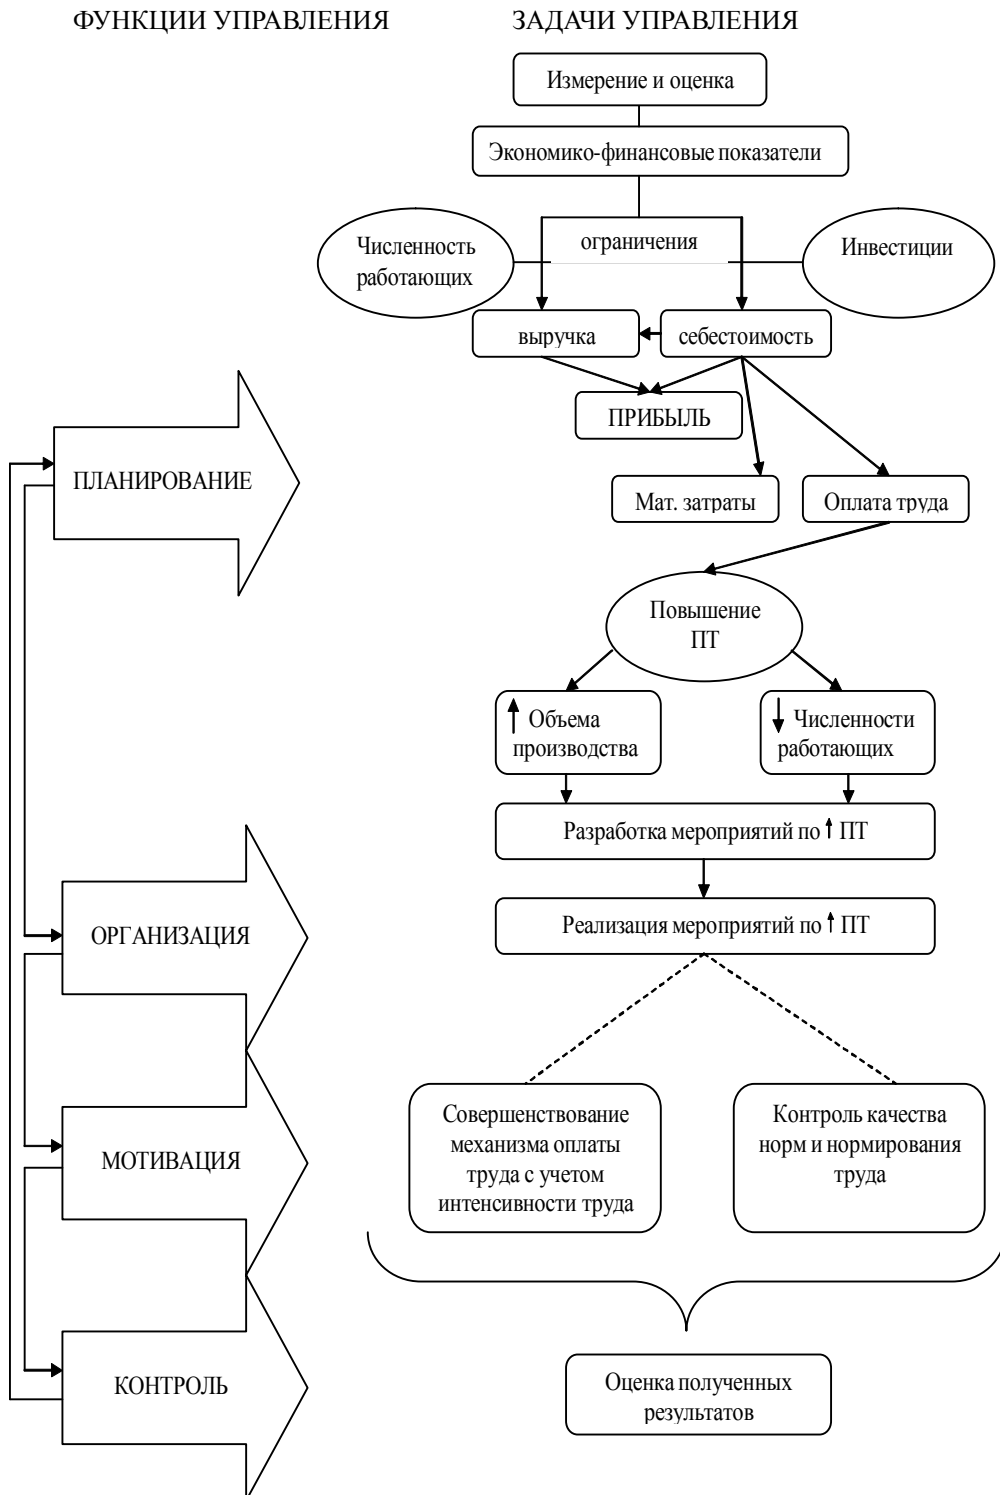 ФУНКЦИИ УПРАВЛЕНИЯ
ЗАДАЧИ УПРАВЛЕНИЯ
Измерение и оценка
Экономико-финансовые показатели
Численность
работающих
ограничения
Инвестиции
выручка
себестоимость
ПРИБЫЛЬ
ПЛАНИРОВАНИЕ
Мат. затраты
Оплата труда
Повышение
ПТ
↑ Объема
производства
↓ Численности
работающих
Разработка мероприятий по ↑ ПТ
ОРГАНИЗАЦИЯ
Реализация мероприятий по ↑ ПТ
МОТИВАЦИЯ
Совершенствование
механизма оплаты
труда с учетом
интенсивности труда
Контроль качества
норм и нормирования
труда
КОНТРОЛЬ
Оценка полученных
результатов